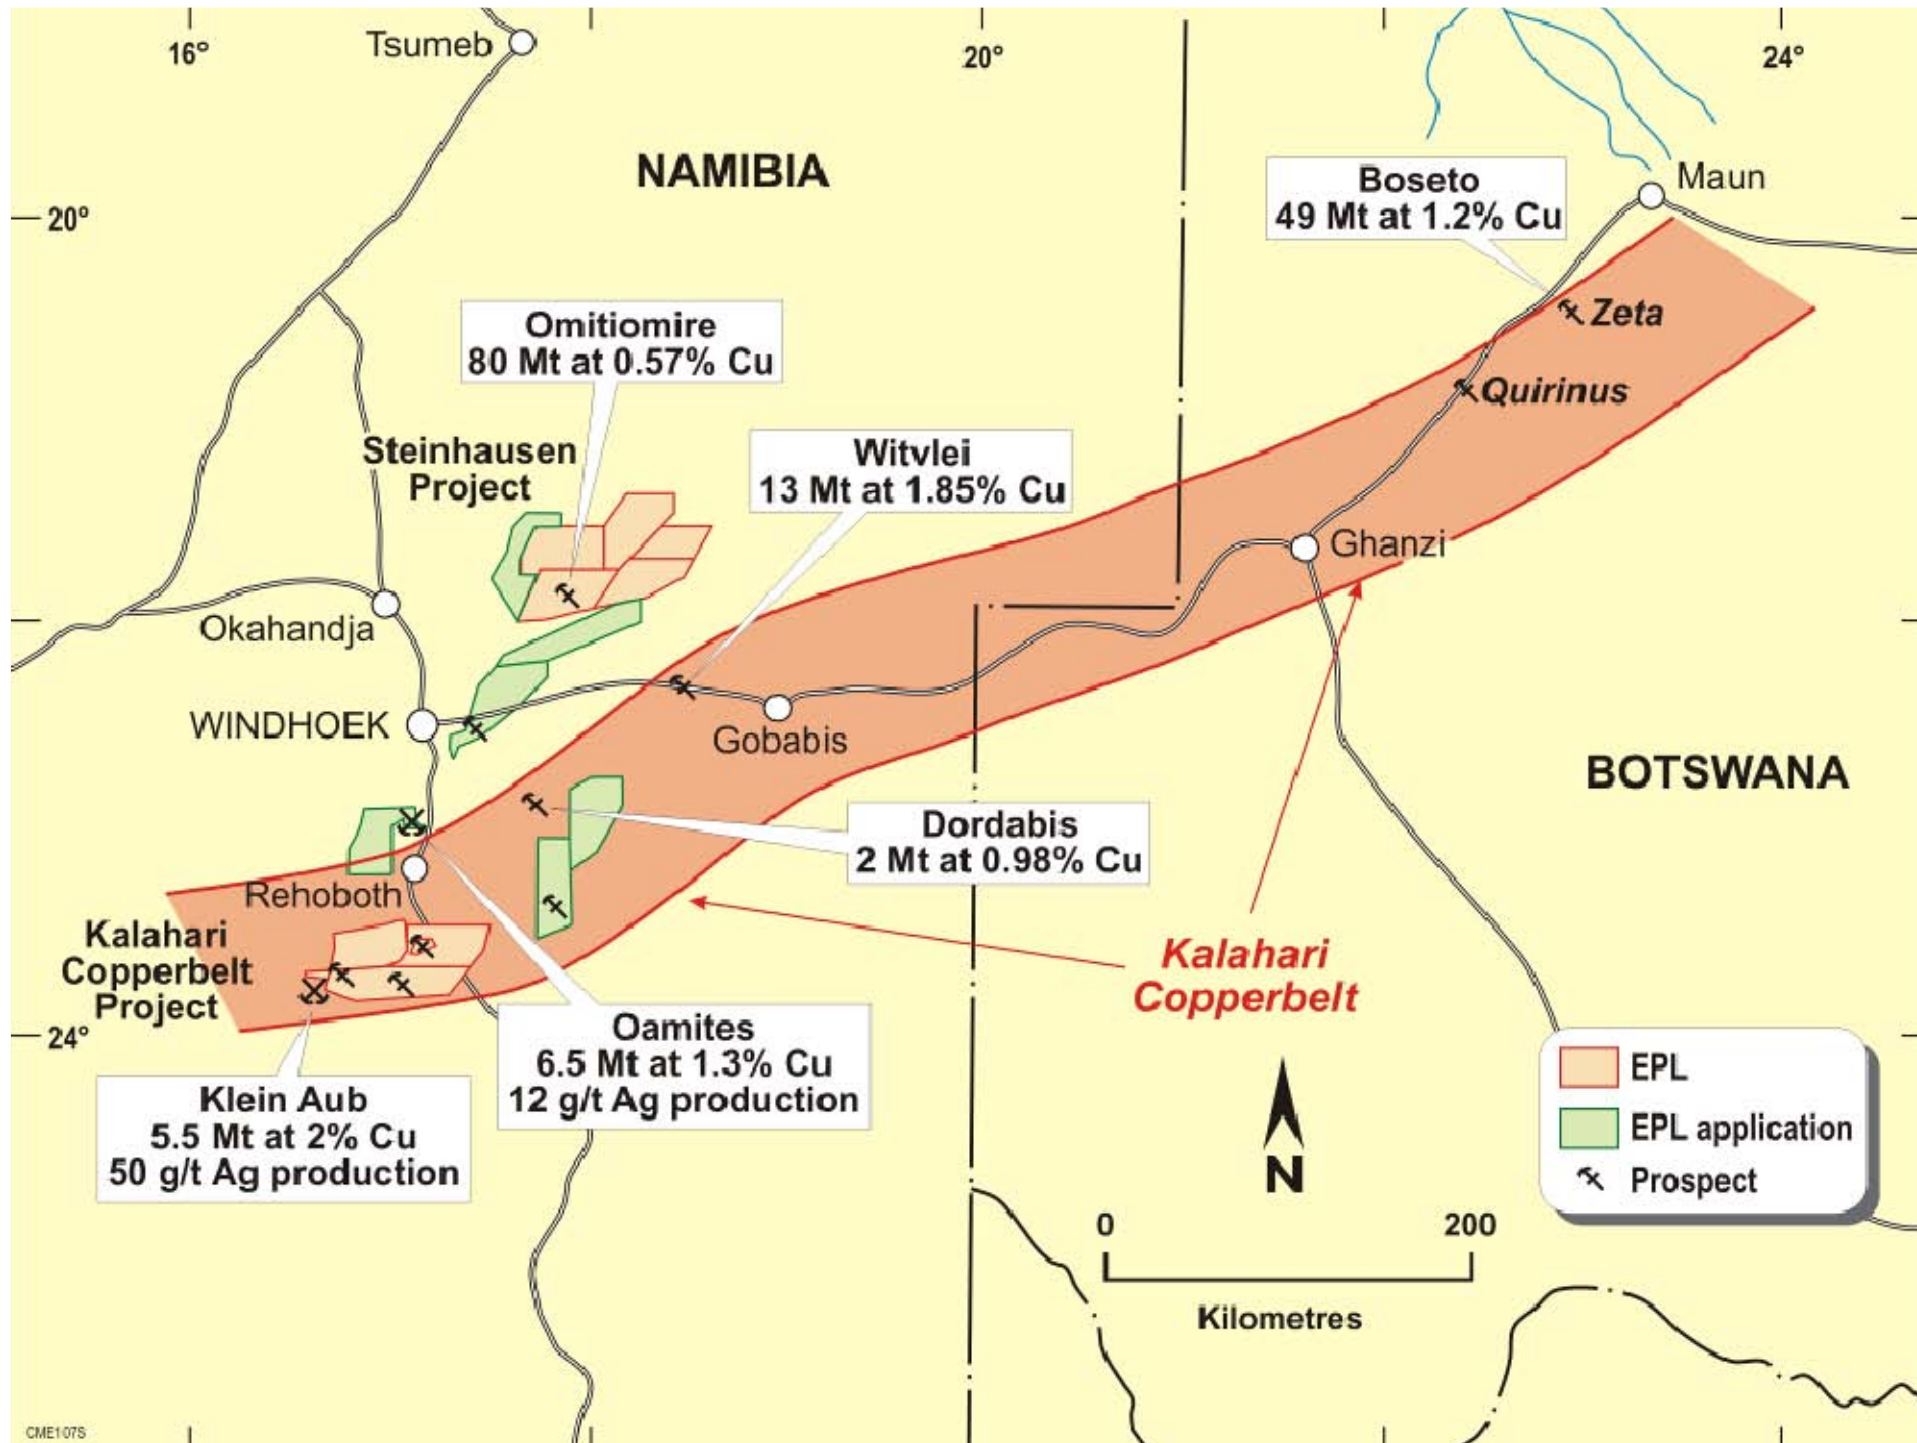 16°
Tsumeb
20°
24°
NAMIBIA
Maun
Boseto
49 Mt at 1.2% Cu
20°
Zeta
Omitiomire
80 Mt at 0.57% Cu
Quirinus
Steinhausen
Project
Witvlei
13 Mt at 1.85% Cu
Ghanzi
Okahandja
WINDHOEK
Gobabis
BOTSWANA
Dordabis
2 Mt at 0.98% Cu
Rehoboth
Kalahari
Copperbelt
Project
Kalahari
Copperbelt
24°
Oamites
6.5 Mt at 1.3% Cu
12 g/t Ag production
Klein Aub
5.5 Mt at 2% Cu
50 g/t Ag production
EPL
EPL application
Prospect
N
0 200
Kilometres
CME107S